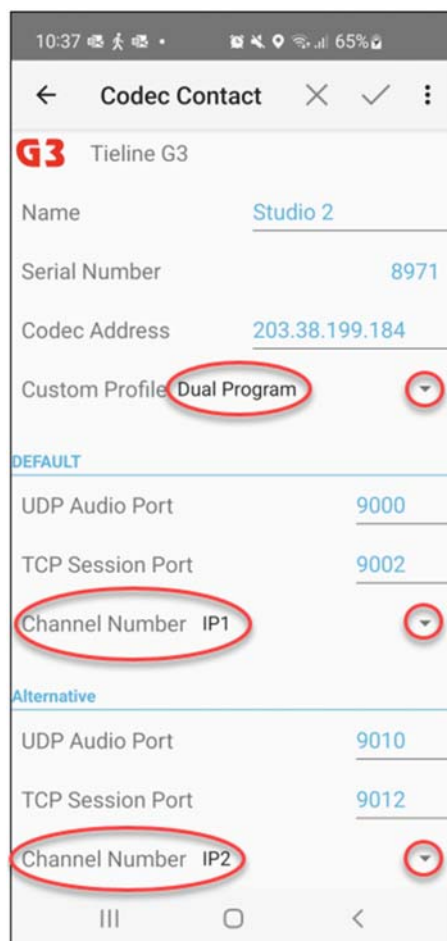 10:37 65%
Codec Contact
G3 Tieline G3
Name Studio 2
Serial Number 8971
Codec Address 203.38.199.184
Custom Profile Dual Program
DEFAULT
UDP Audio Port 9000
TCP Session Port 9002
Channel Number IP1
Alternative
UDP Audio Port 9010
TCP Session Port 9012
Channel Number IP2